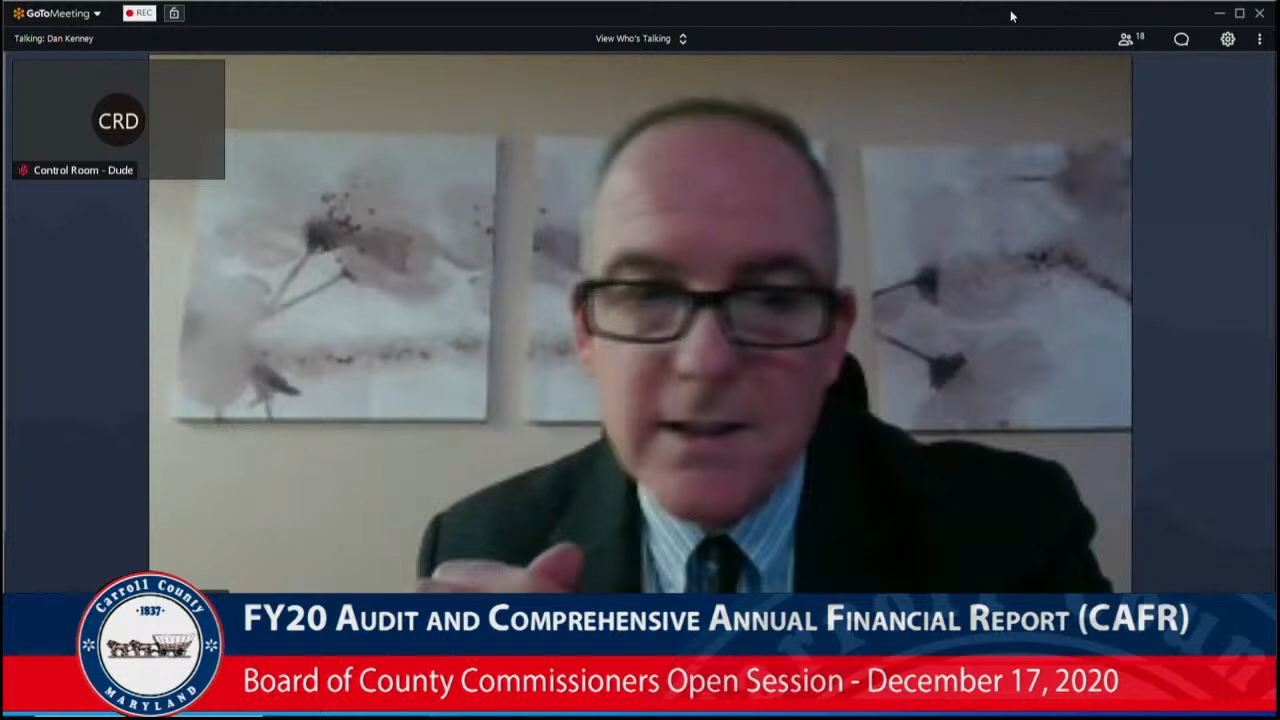 GoToMeeting
REC
Talking: Dan Kenney
View Who's Talking
18
CRD
Control Room - Dude
Carroll County
·1837·
MARYLAND
FY20 AUDIT AND COMPREHENSIVE ANNUAL FINANCIAL REPORT (CAFR)
Board of County Commissioners Open Session - December 17, 2020